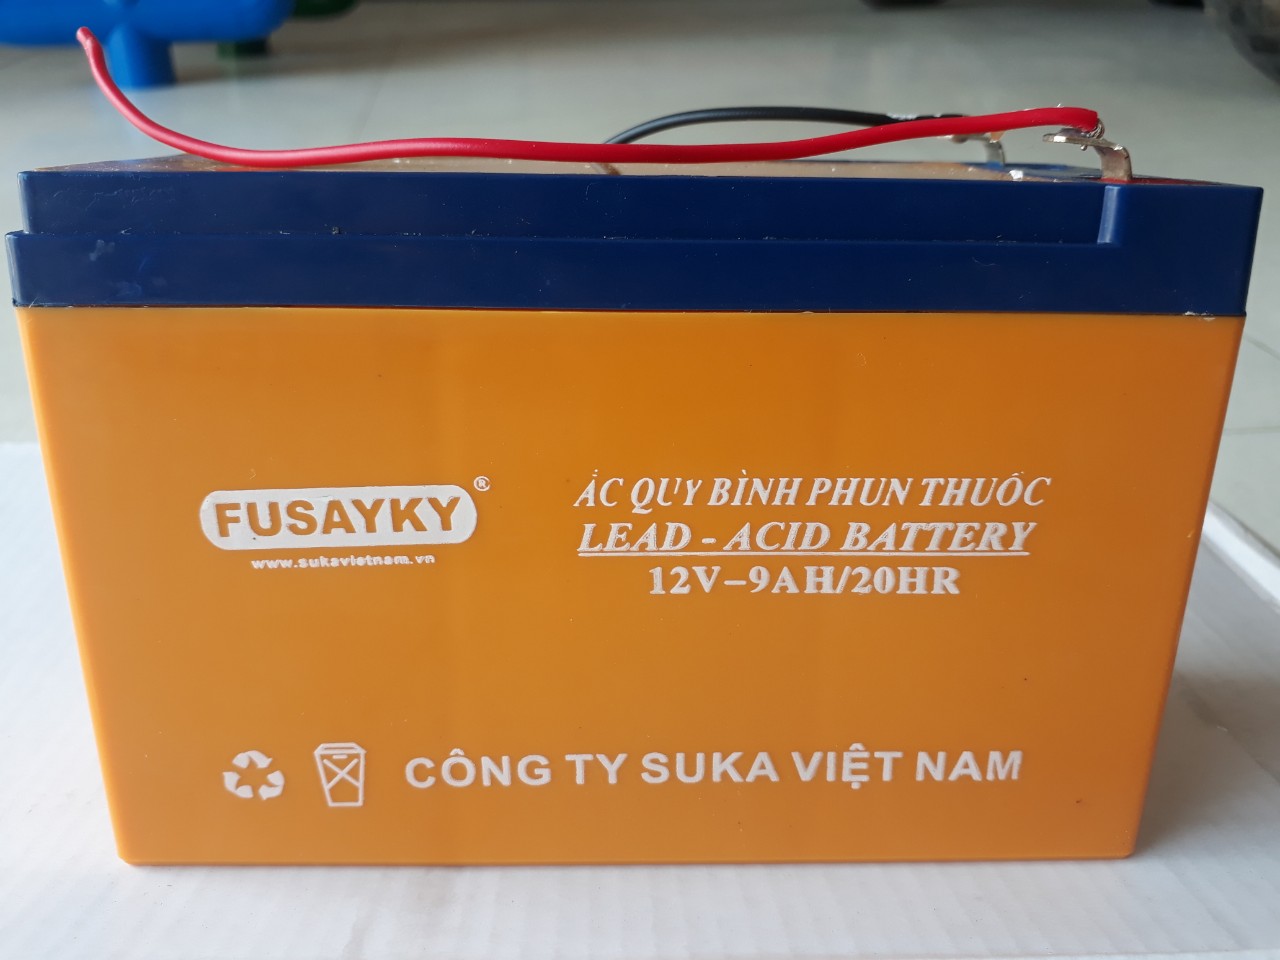 FUSAYKY®
www.sukavietnam.vn
ẮC QUY BÌNH PHUN THUỐC
LEAD - ACID BATTERY
12V-9AH/20HR
CÔNG TY SUKA VIỆT NAM